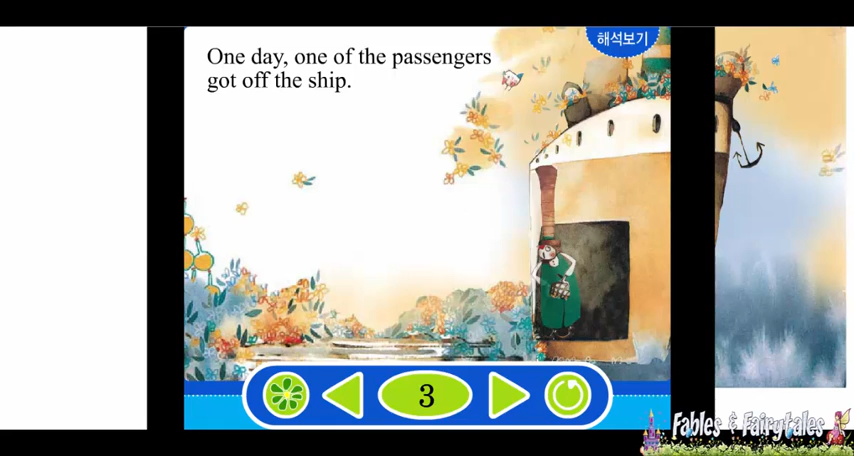 One day, one of the passengers
got off the ship.
해석보기
3
Fables & Fairytales